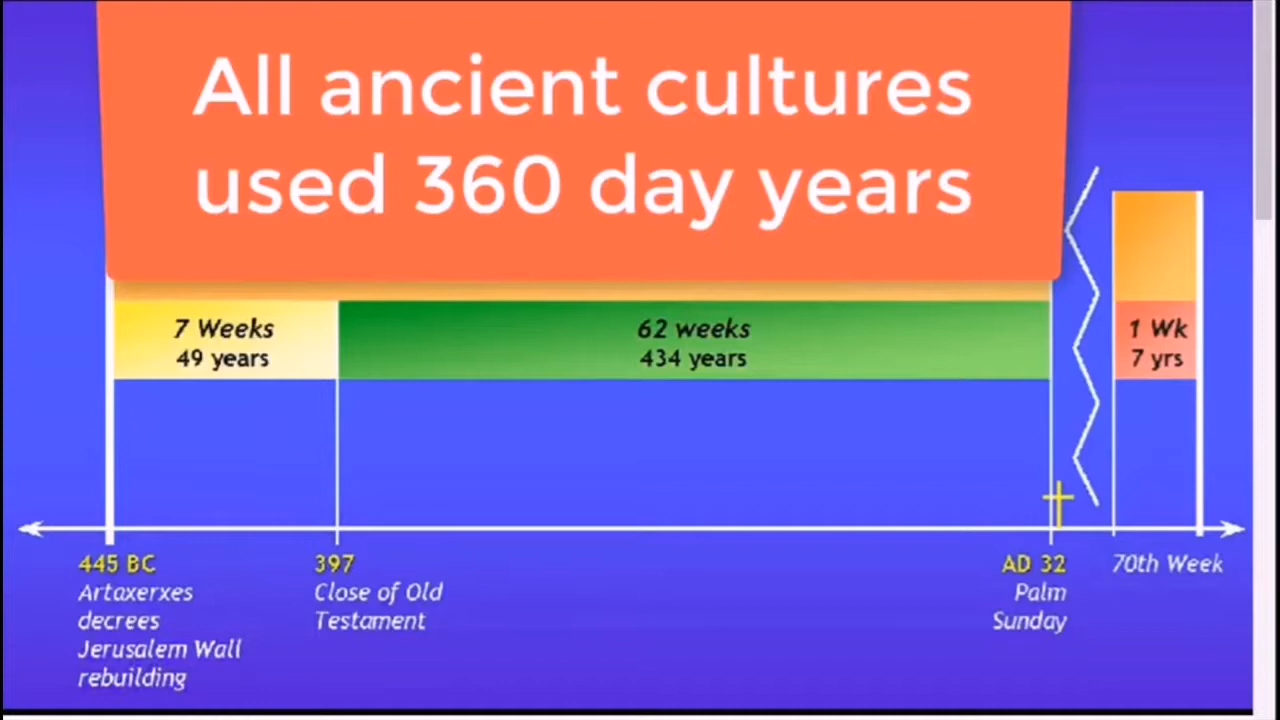 All ancient cultures
used 360 day years
7 Weeks
49 years
62 weeks
434 years
1 Wk
7 yrs
445 BC
Artaxerxes
decrees
Jerusalem Wall
rebuilding
397
Close of Old
Testament
AD 32
Palm
Sunday
70th Week